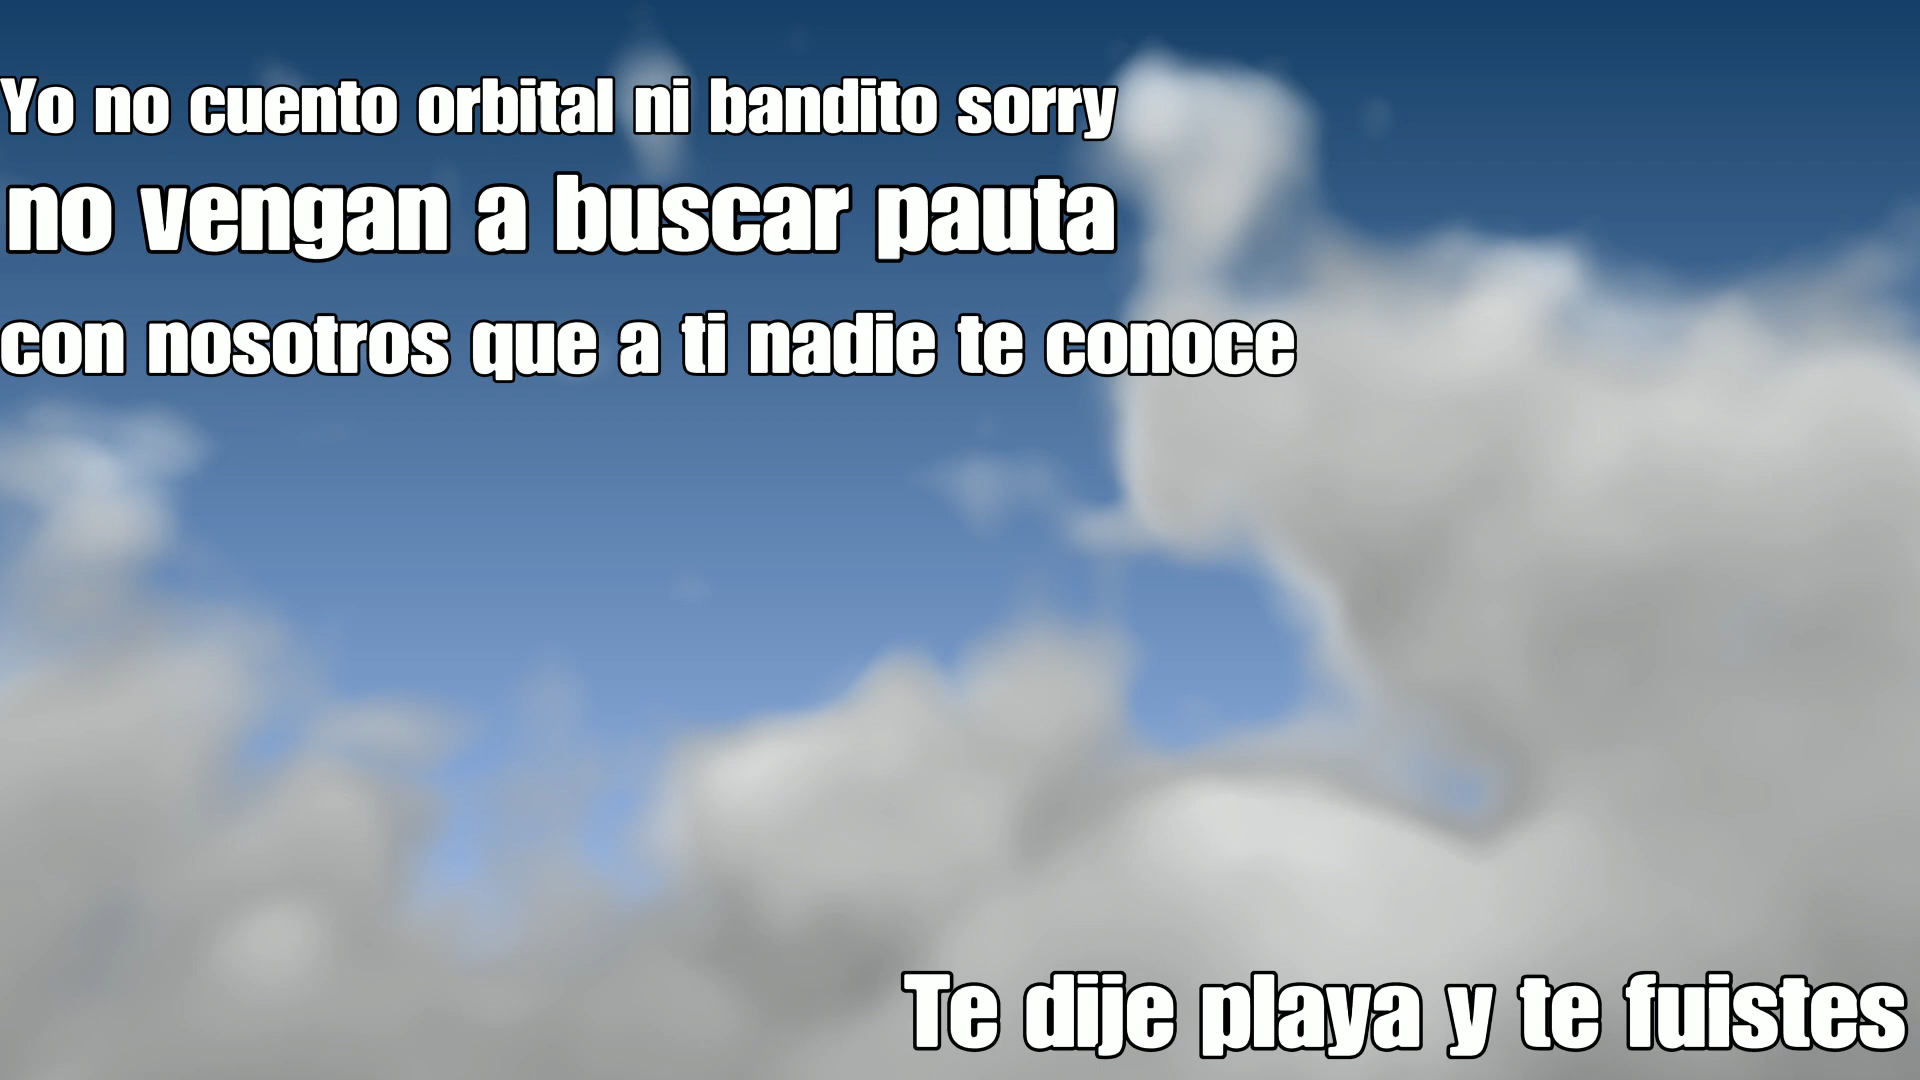 Yo no cuento orbital ni bandito sorry
no vengan a buscar pauta
con nosotros que a ti nadie te conoce
Te dije playa y te fuistes